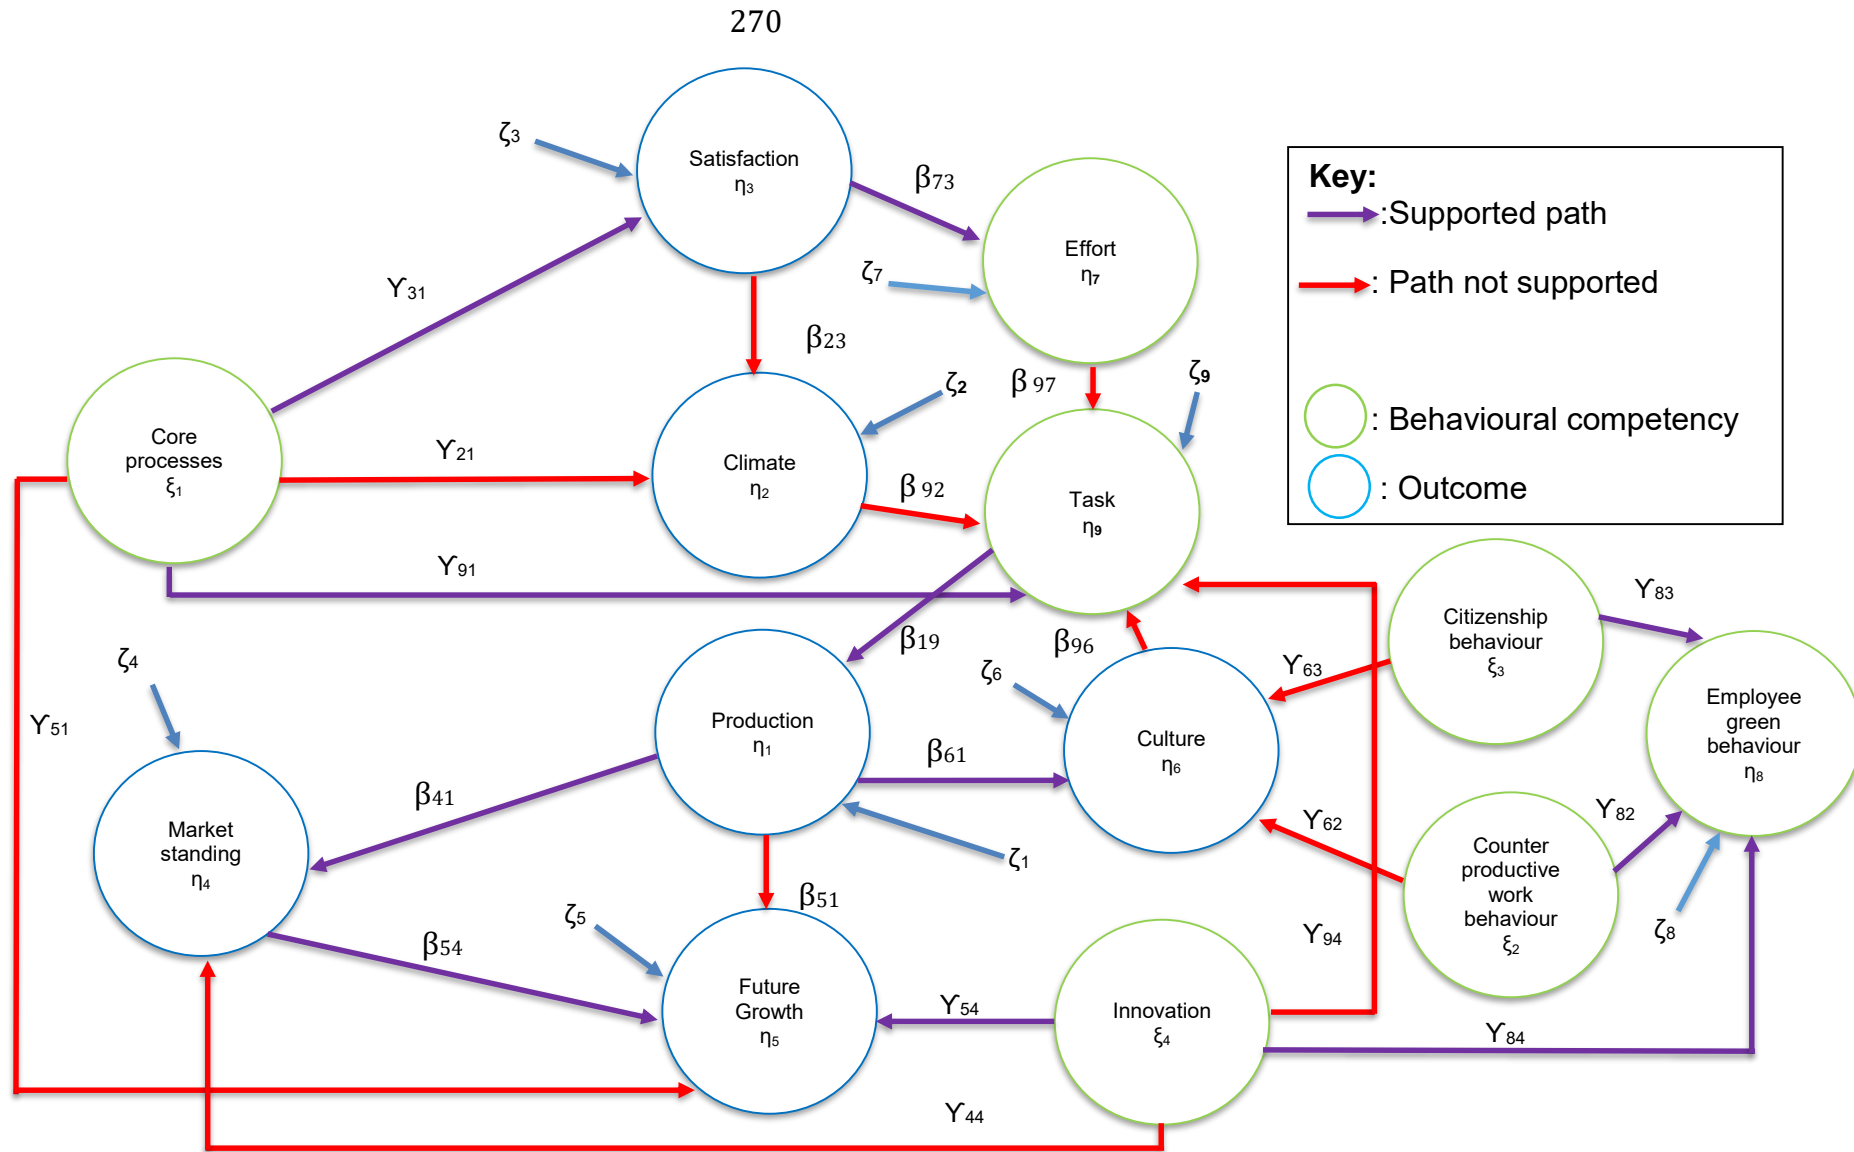 270
ζ3
Satisfaction
η3
β73
Effort
η7
ζ7
Key:
:Supported path
: Path not supported
: Behavioural competency
: Outcome
ϒ31
β23
β 97
ζ9
ζ2
Core
processes
ξ1
ϒ21
Climate
η2
β 92
Task
η9
ϒ91
β19
β96
ζ4
ζ6
ϒ63
Citizenship
behaviour
ξ3
ϒ83
ϒ51
Production
η1
β61
Culture
η6
Employee
green
behaviour
η8
β41
Market
standing
η4
ζ1
ϒ62
ϒ82
Counter
productive
work
behaviour
ξ2
β51
ζ5
β54
ϒ94
ζ8
Future
Growth
η5
ϒ54
Innovation
ξ4
ϒ84
ϒ44